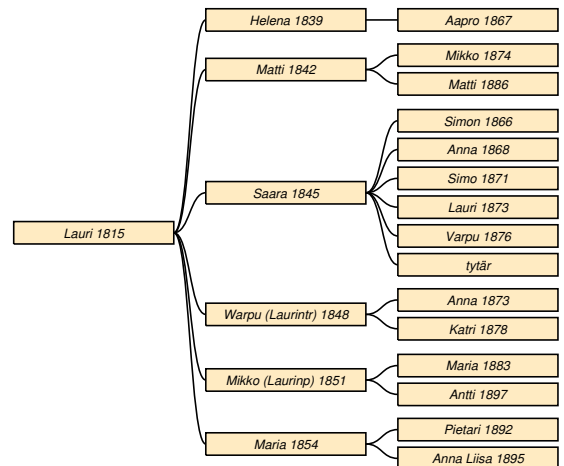 Lauri 1815
Helena 1839
Aapro 1867
Matti 1842
Mikko 1874
Matti 1886
Saara 1845
Simon 1866
Anna 1868
Simo 1871
Lauri 1873
Varpu 1876
tytär
Warpu (Laurintr) 1848
Anna 1873
Katri 1878
Mikko (Laurinp) 1851
Maria 1883
Antti 1897
Maria 1854
Pietari 1892
Anna Liisa 1895